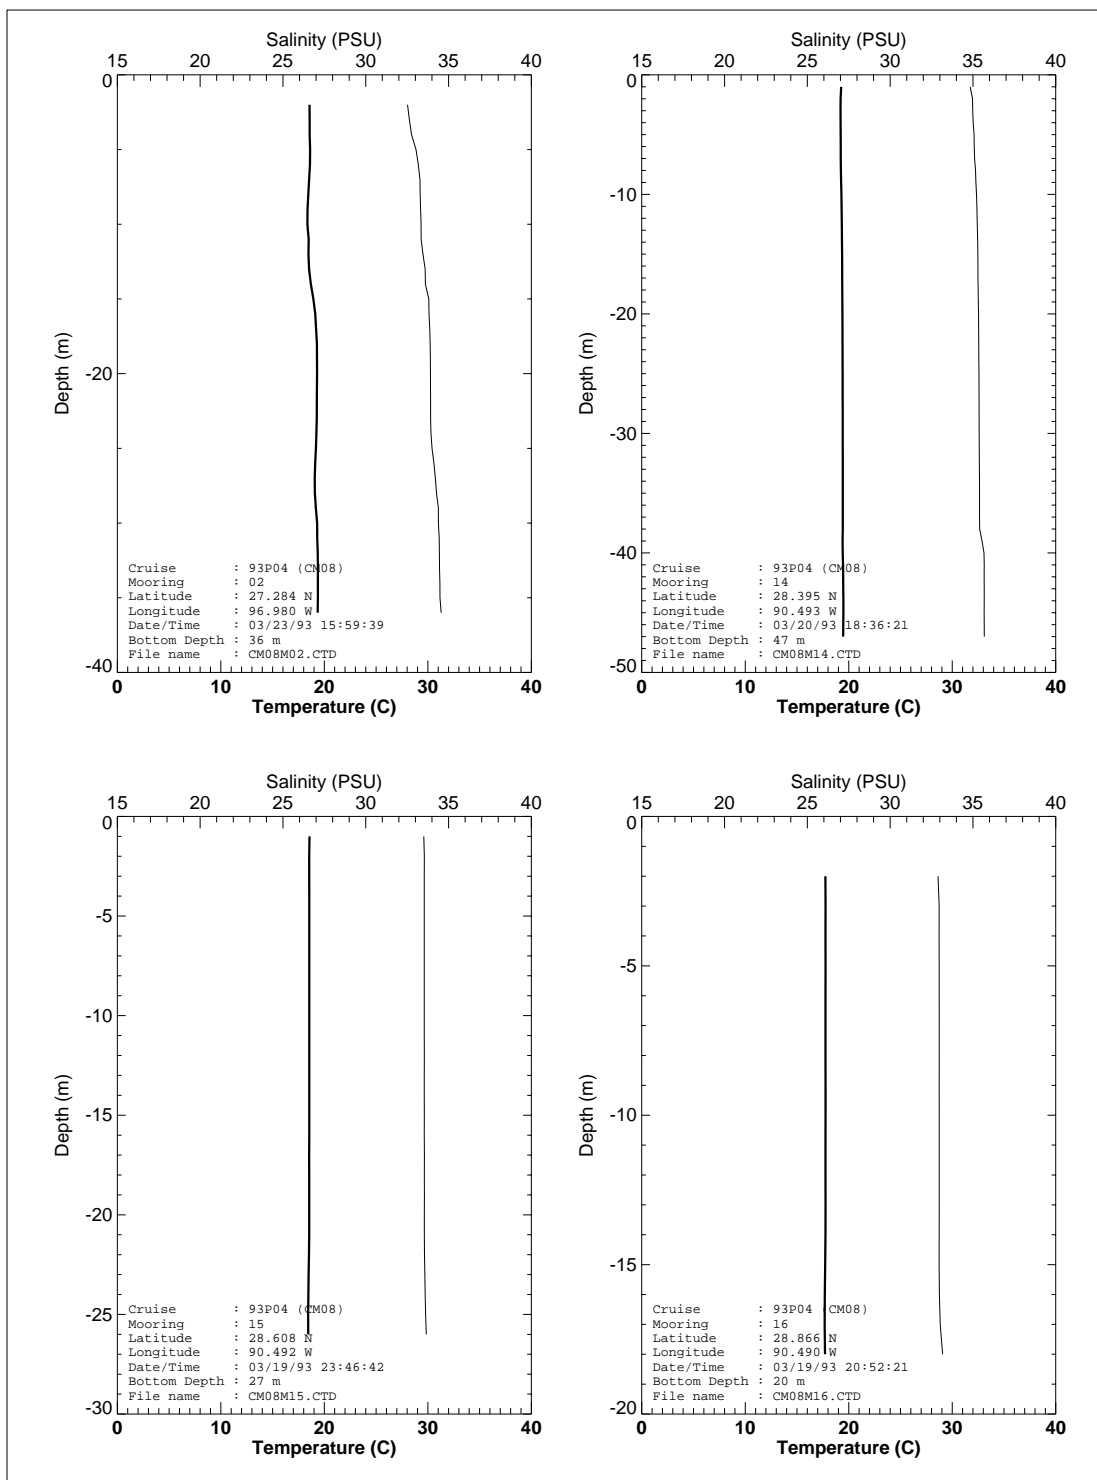 Salinity (PSU)
15 20 25 30 35 40
0
-20
-40
Depth (m)
Cruise : 93P04 (CM08)
Mooring : 02
Latitude : 27.284 N
Longitude : 96.980 W
Date/Time : 03/23/93 15:59:39
Bottom Depth : 36 m
File name : CM08M02.CTD
0 10 20 30 40
Temperature (C)
Salinity (PSU)
15 20 25 30 35 40
0
-10
-20
-30
-40
-50
Depth (m)
Cruise : 93P04 (CM08)
Mooring : 14
Latitude : 28.395 N
Longitude : 90.493 W
Date/Time : 03/20/93 18:36:21
Bottom Depth : 47 m
File name : CM08M14.CTD
0 10 20 30 40
Temperature (C)
Salinity (PSU)
15 20 25 30 35 40
0
-5
-10
-15
-20
-25
-30
Depth (m)
Cruise : 93P04 (CM08)
Mooring : 15
Latitude : 28.608 N
Longitude : 90.492 W
Date/Time : 03/19/93 23:46:42
Bottom Depth : 27 m
File name : CM08M15.CTD
0 10 20 30 40
Temperature (C)
Salinity (PSU)
15 20 25 30 35 40
0
-5
-10
-15
-20
Depth (m)
Cruise : 93P04 (CM08)
Mooring : 16
Latitude : 28.866 N
Longitude : 90.490 W
Date/Time : 03/19/93 20:52:21
Bottom Depth : 20 m
File name : CM08M16.CTD
0 10 20 30 40
Temperature (C)